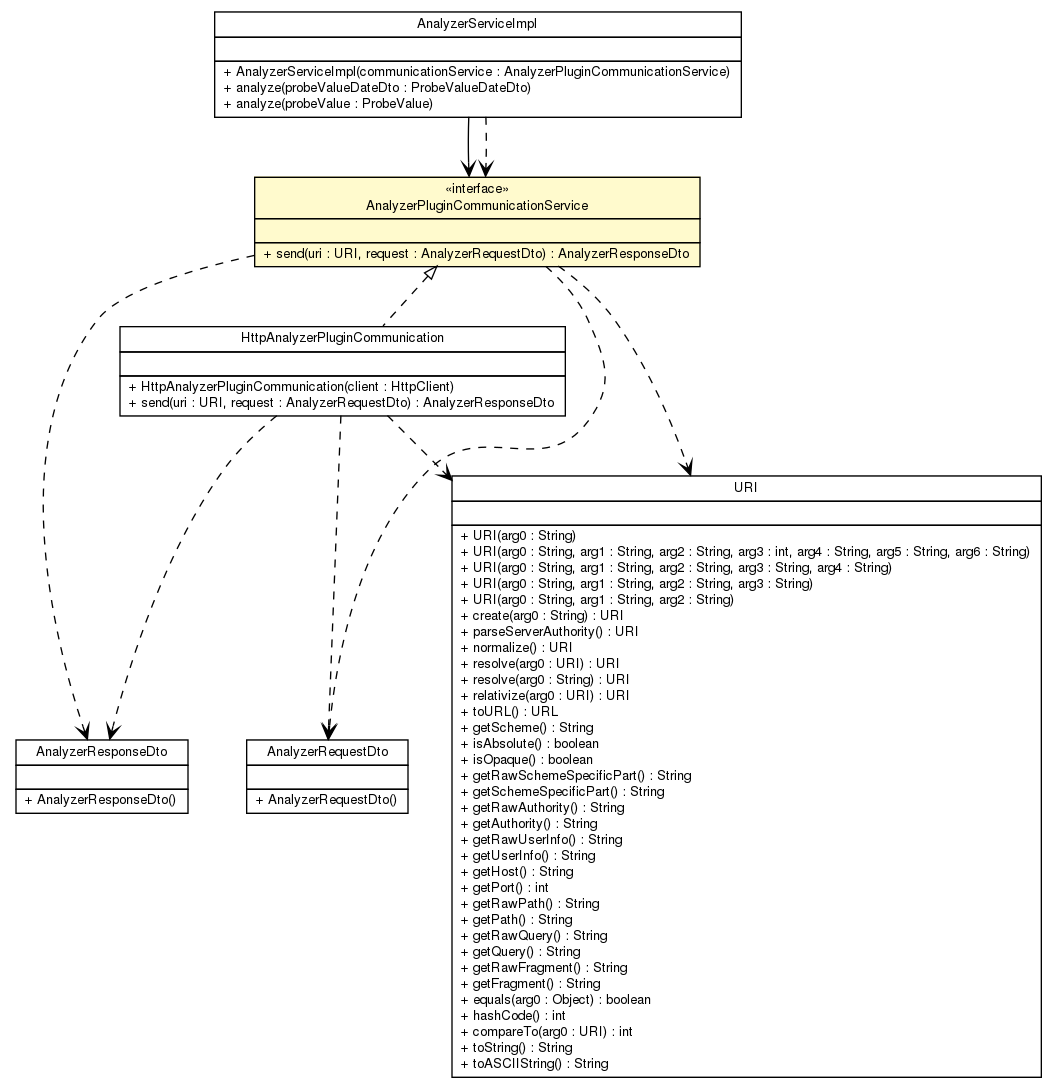 AnalyzerServiceImpl
+ AnalyzerServiceImpl(communicationService : AnalyzerPluginCommunicationService)
+ analyze(probeValueDateDto : ProbeValueDateDto)
+ analyze(probeValue : ProbeValue)
«interface»
AnalyzerPluginCommunicationService
+ send(uri : URI, request : AnalyzerRequestDto) : AnalyzerResponseDto
HttpAnalyzerPluginCommunication
+ HttpAnalyzerPluginCommunication(client : HttpClient)
+ send(uri : URI, request : AnalyzerRequestDto) : AnalyzerResponseDto
URI
+ URI(arg0 : String)
+ URI(arg0 : String, arg1 : String, arg2 : String, arg3 : int, arg4 : String, arg5 : String, arg6 : String)
+ URI(arg0 : String, arg1 : String, arg2 : String, arg3 : String, arg4 : String)
+ URI(arg0 : String, arg1 : String, arg2 : String, arg3 : String)
+ URI(arg0 : String, arg1 : String, arg2 : String)
+ create(arg0 : String) : URI
+ parseServerAuthority() : URI
+ normalize() : URI
+ resolve(arg0 : URI) : URI
+ resolve(arg0 : String) : URI
+ relativize(arg0 : URI) : URI
+ toURL() : URL
+ getScheme() : String
+ isAbsolute() : boolean
+ isOpaque() : boolean
+ getRawSchemeSpecificPart() : String
+ getSchemeSpecificPart() : String
+ getRawAuthority() : String
+ getAuthority() : String
+ getRawUserInfo() : String
+ getUserInfo() : String
+ getHost() : String
+ getPort() : int
+ getRawPath() : String
+ getPath() : String
+ getRawQuery() : String
+ getQuery() : String
+ getRawFragment() : String
+ getFragment() : String
+ equals(arg0 : Object) : boolean
+ hashCode() : int
+ compareTo(arg0 : URI) : int
+ toString() : String
+ toASCIIString() : String
AnalyzerResponseDto
+ AnalyzerResponseDto()
AnalyzerRequestDto
+ AnalyzerRequestDto()